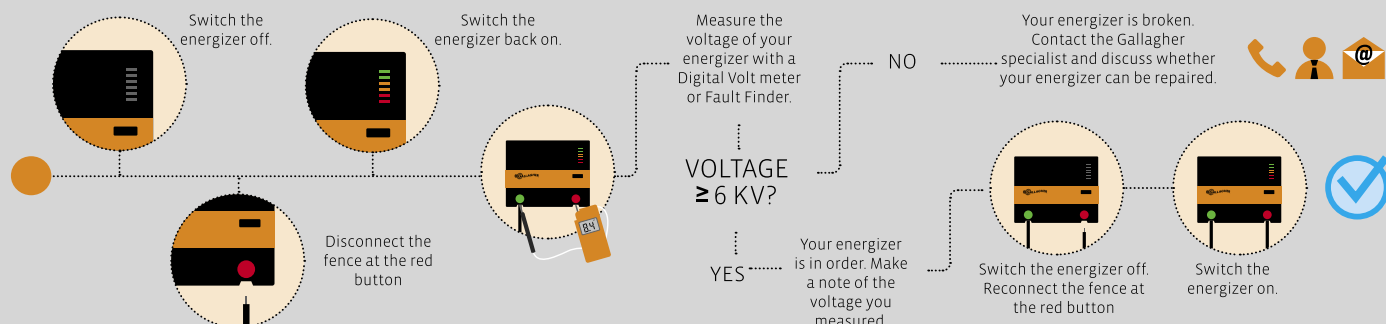 Switch the
energizer off.
Disconnect the
fence at the red
button
Switch the
energizer back on.
8.4
Measure the
voltage of your
energizer with a
Digital Volt meter
or Fault Finder.
VOLTAGE
≥ 6 KV?
NO
Your energizer is broken.
Contact the Gallagher
specialist and discuss whether
your energizer can be repaired.
@
YES
Your energizer
is in order. Make
a note of the
voltage you
measured
Switch the energizer off.
Reconnect the fence at
the red button
Switch the
energizer on.